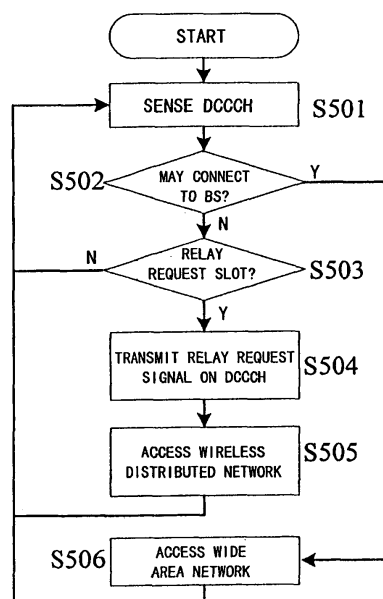 START
SENSE DCCCH
S501
S502
MAY CONNECT
TO BS?
Y
N
N
RELAY
REQUEST SLOT?
S503
Y
TRANSMIT RELAY REQUEST
SIGNAL ON DCCCH
S504
ACCESS WIRELESS
DISTRIBUTED NETWORK
S505
S506
ACCESS WIDE
AREA NETWORK